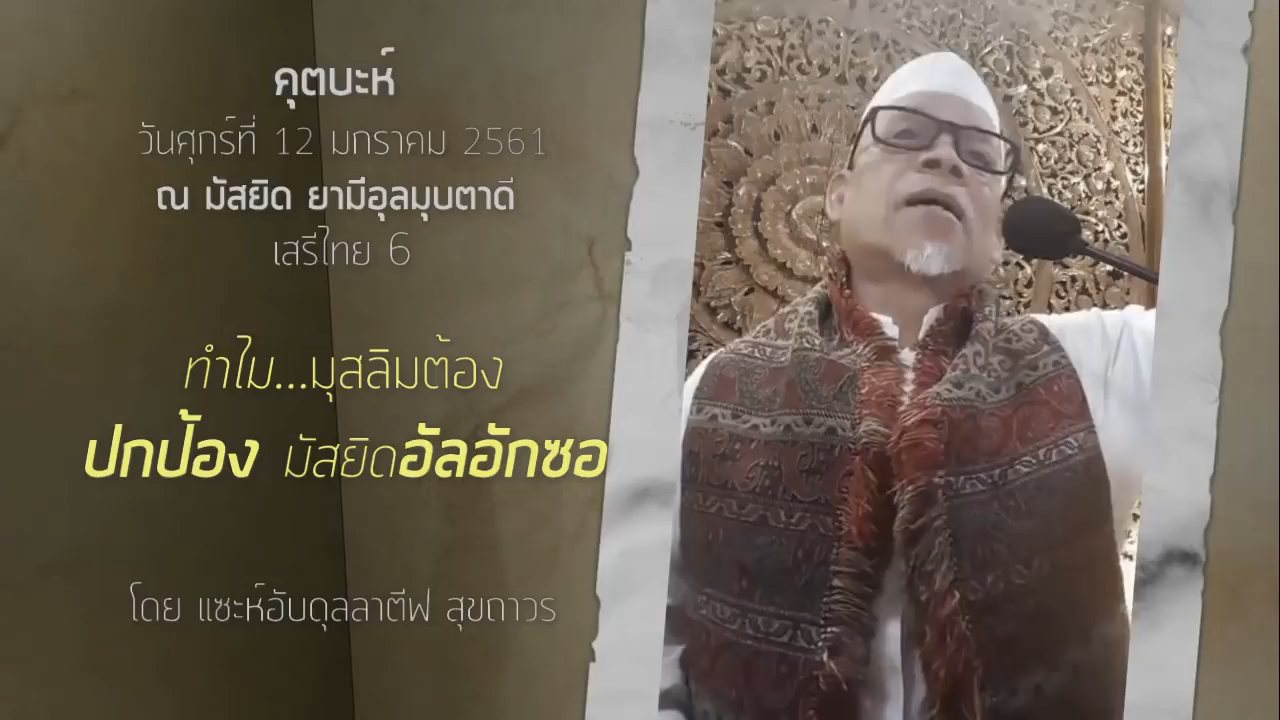 คุตบะห์
วันศุกร์ที่ 12 มกราคม 2561
ณ มัสยิด ยามีอุลมุบตาดี
เสรีไทย 6
ทำไม...มุสลิมต้อง
ปกป้อง มัสยิดอัลอักซอ
โดย แซะห์อับดุลลาตีฟ สุขถาวร